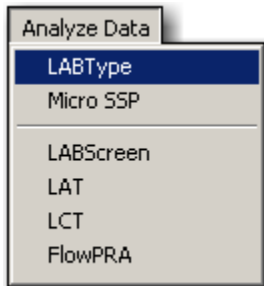 Analyze Data
LABType
Micro SSP
LABScreen
LAT
LCT
FlowPRA